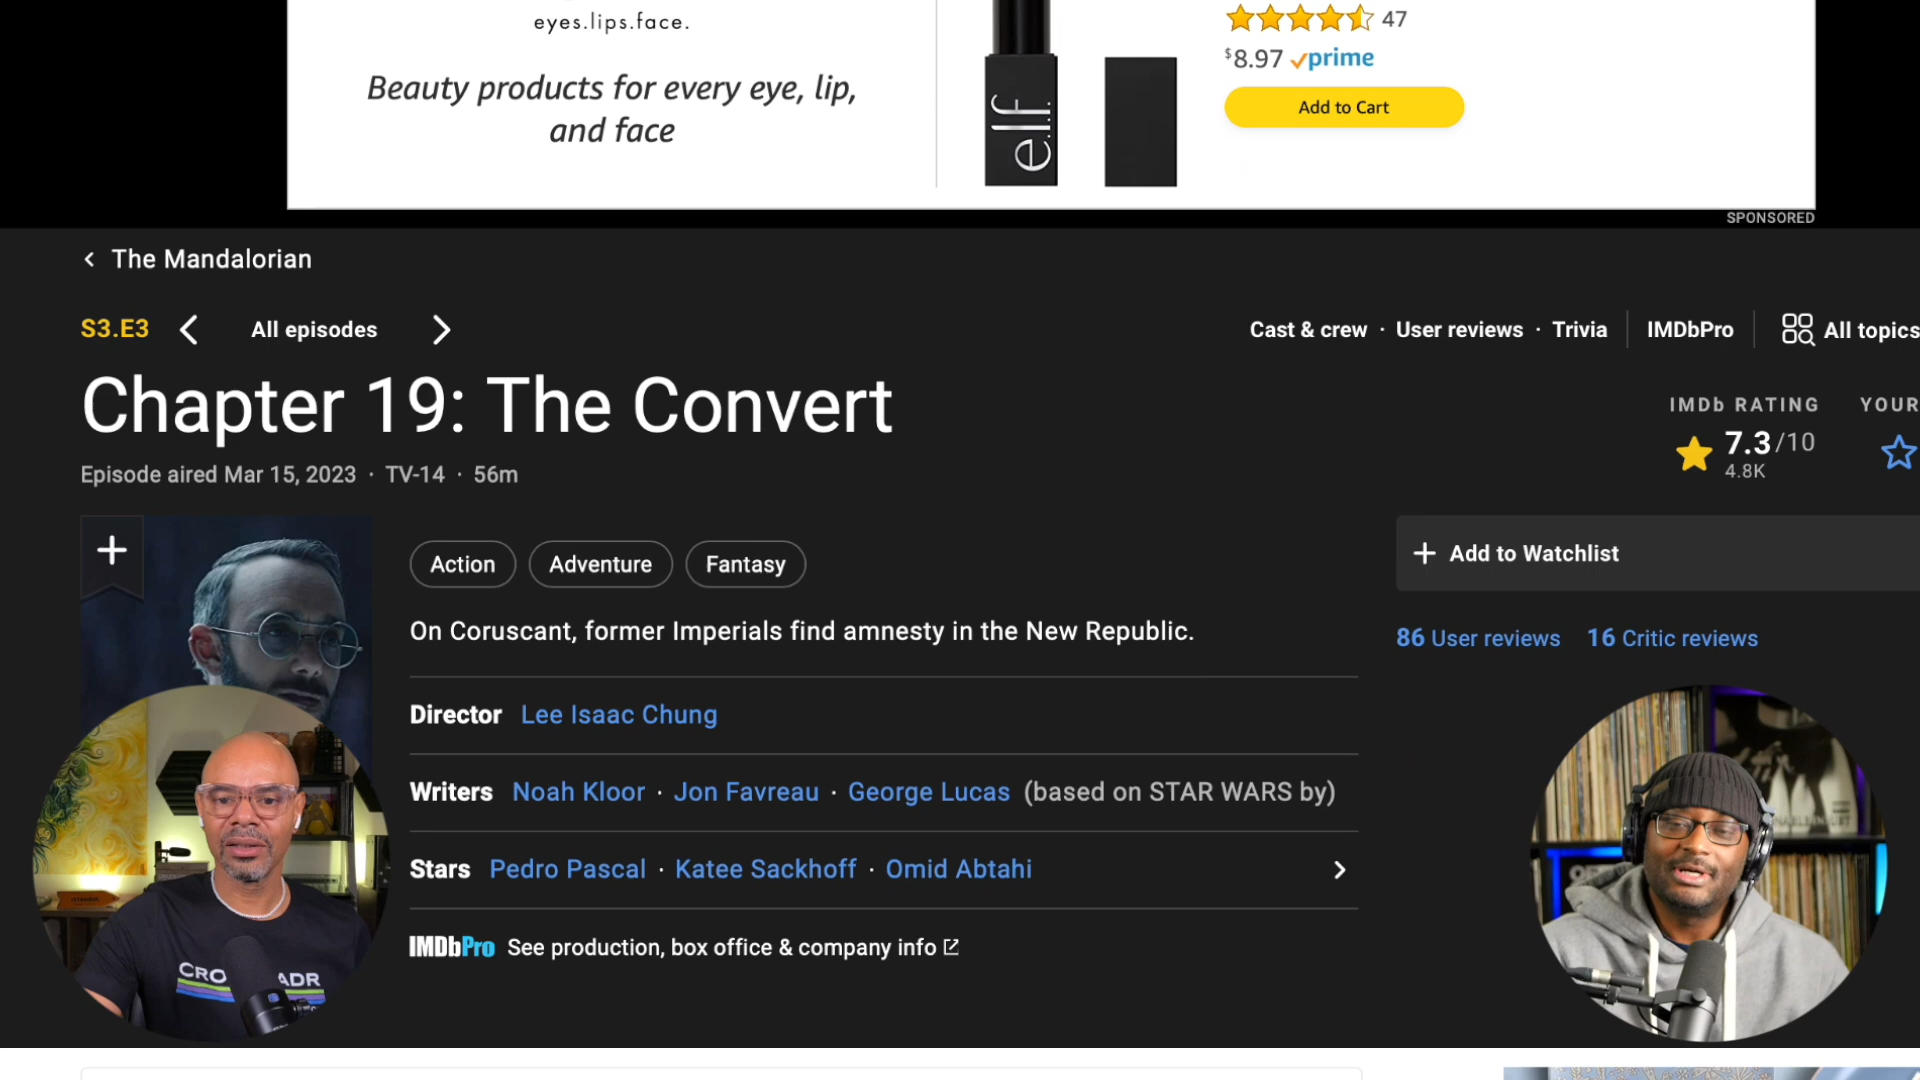 eyes.lips.face.
Beauty products for every eye, lip,
and face
e.l.f.
47
$8.97 prime
Add to Cart
SPONSORED
The Mandalorian
S3.E3
All episodes
Cast & crew · User reviews · Trivia
IMDbPro
All topics
Chapter 19: The Convert
IMDb RATING
YOUR
7.3/10
4.8K
Episode aired Mar 15, 2023 · TV-14 · 56m
Action
Adventure
Fantasy
+ Add to Watchlist
On Coruscant, former Imperials find amnesty in the New Republic.
86 User reviews
16 Critic reviews
Director Lee Isaac Chung
Writers Noah Kloor · Jon Favreau · George Lucas (based on STAR WARS by)
Stars Pedro Pascal · Katee Sackhoff · Omid Abtahi
IMDbPro See production, box office & company info
CRO ADR